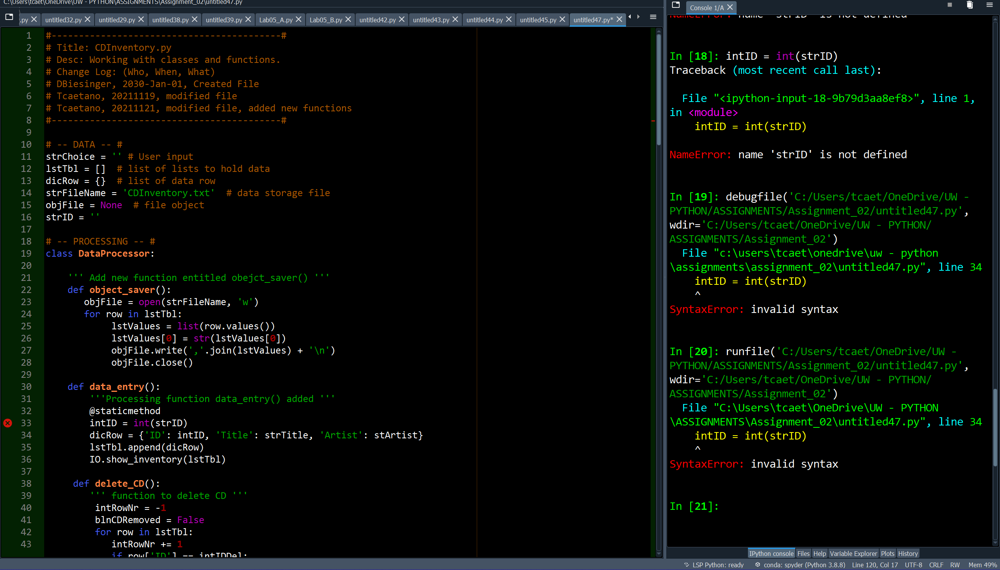 C:\Users\tcaet\OneDrive\UW - PYTHON\ASSIGNMENTS\Assignment_02\untitled47.py
.py untitled32.py untitled29.py untitled38.py untitled39.py Lab05_A.py Lab05_B.py untitled42.py untitled43.py untitled44.py untitled45.py untitled47.py*
1 #------------------------------------------#
2 # Title: CDInventory.py
3 # Desc: Working with classes and functions.
4 # Change Log: (Who, When, What)
5 # DBiesinger, 2030-Jan-01, Created File
6 # Tcaetano, 20211119, modified file
7 # Tcaetano, 20211121, modified file, added new functions
8 #------------------------------------------#
9
10 # -- DATA -- #
11 strChoice = '' # User input
12 lstTbl = []  # list of lists to hold data
13 dicRow = {}  # list of data row
14 strFileName = 'CDInventory.txt'  # data storage file
15 objFile = None  # file object
16 strID = ''
17
18 # -- PROCESSING -- #
19 class DataProcessor:
20
21     ''' Add new function entitled obejct_saver() '''
22     def object_saver():
23        objFile = open(strFileName, 'w')
24        for row in lstTbl:
25             lstValues = list(row.values())
26             lstValues[0] = str(lstValues[0])
27             objFile.write(','.join(lstValues) + '\n')
28             objFile.close()
29
30     def data_entry():
31         '''Processing function data_entry() added '''
32         @staticmethod
33         intID = int(strID)
34         dicRow = {'ID': intID, 'Title': strTitle, 'Artist': stArtist}
35         lstTbl.append(dicRow)
36         IO.show_inventory(lstTbl)
37
38      def delete_CD():
39         ''' function to delete CD '''
40          intRowNr = -1
41          blnCDRemoved = False
42          for row in lstTbl:
43             intRowNr += 1
if row['ID'] == intIDDel:
Console 1/A
NameError: name 'strID' is not defined
In [18]: intID = int(strID)
Traceback (most recent call last):
File "<ipython-input-18-9b79d3aa8ef8>", line 1,
in <module>
intID = int(strID)
NameError: name 'strID' is not defined
In [19]: debugfile('C:/Users/tcaet/OneDrive/UW -
PYTHON/ASSIGNMENTS/Assignment_02/untitled47.py',
wdir='C:/Users/tcaet/OneDrive/UW - PYTHON/
ASSIGNMENTS/Assignment_02')
File "c:\users\tcaet\onedrive\uw - python
\assignments\assignment_02\untitled47.py", line 34
intID = int(strID)
^
SyntaxError: invalid syntax
In [20]: runfile('C:/Users/tcaet/OneDrive/UW -
PYTHON/ASSIGNMENTS/Assignment_02/untitled47.py',
wdir='C:/Users/tcaet/OneDrive/UW - PYTHON/
ASSIGNMENTS/Assignment_02')
File "C:\Users\tcaet\OneDrive\UW - PYTHON
\ASSIGNMENTS\Assignment_02\untitled47.py", line 34
intID = int(strID)
^
SyntaxError: invalid syntax
In [21]:
IPython console Files Help Variable Explorer Plots History
LSP Python: ready conda: spyder (Python 3.8.8) Line 120, Col 17 UTF-8 CRLF RW Mem 49%